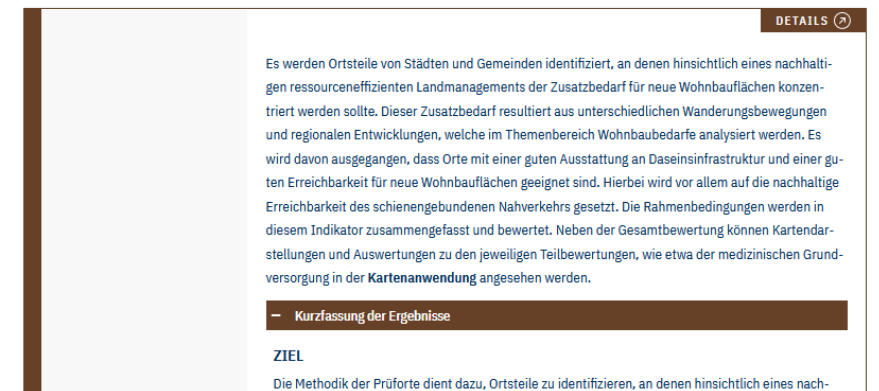 DETAILS
Es werden Ortsteile von Städten und Gemeinden identifiziert, an denen hinsichtlich eines nachhalti-
gen ressourceneffizienten Landmanagements der Zusatzbedarf für neue Wohnbauflächen konzen-
triert werden sollte. Dieser Zusatzbedarf resultiert aus unterschiedlichen Wanderungsbewegungen
und regionalen Entwicklungen, welche im Themenbereich Wohnbaubedarfe analysiert werden. Es
wird davon ausgegangen, dass Orte mit einer guten Ausstattung an Daseinsinfrastruktur und einer gu-
ten Erreichbarkeit für neue Wohnbauflächen geeignet sind. Hierbei wird vor allem auf die nachhaltige
Erreichbarkeit des schienengebundenen Nahverkehrs gesetzt. Die Rahmenbedingungen werden in
diesem Indikator zusammengefasst und bewertet. Neben der Gesamtbewertung können Kartendar-
stellungen und Auswertungen zu den jeweiligen Teilbewertungen, wie etwa der medizinischen Grund-
versorgung in der Kartenanwendung angesehen werden.
– Kurzfassung der Ergebnisse
ZIEL
Die Methodik der Prüforte dient dazu, Ortsteile zu identifizieren, an denen hinsichtlich eines nach-